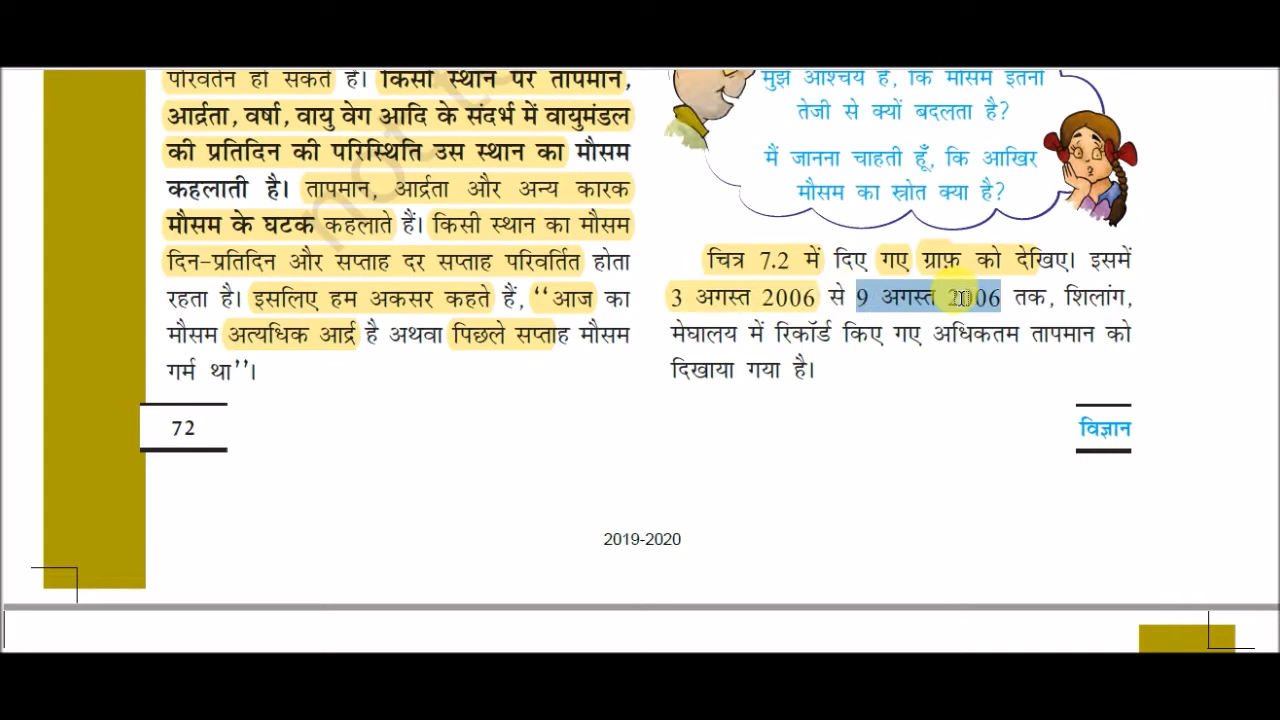 परिवर्तन हो सकते हैं। किसी स्थान पर तापमान,
आर्द्रता, वर्षा, वायु वेग आदि के संदर्भ में वायुमंडल
की प्रतिदिन की परिस्थिति उस स्थान का मौसम
कहलाती है। तापमान, आर्द्रता और अन्य कारक
मौसम के घटक कहलाते हैं। किसी स्थान का मौसम
दिन-प्रतिदिन और सप्ताह दर सप्ताह परिवर्तित होता
रहता है। इसलिए हम अकसर कहते हैं, ‘‘आज का
मौसम अत्यधिक आर्द्र है अथवा पिछले सप्ताह मौसम
गर्म था’’।
72
मुझे आश्चर्य है, कि मौसम इतनी
तेजी से क्यों बदलता है?
मैं जानना चाहती हूँ, कि आखिर
मौसम का स्रोत क्या है?
चित्र 7.2 में दिए गए ग्राफ़ को देखिए। इसमें
3 अगस्त 2006 से 9 अगस्त 2006 तक, शिलांग,
मेघालय में रिकॉर्ड किए गए अधिकतम तापमान को
दिखाया गया है।
विज्ञान
2019-2020